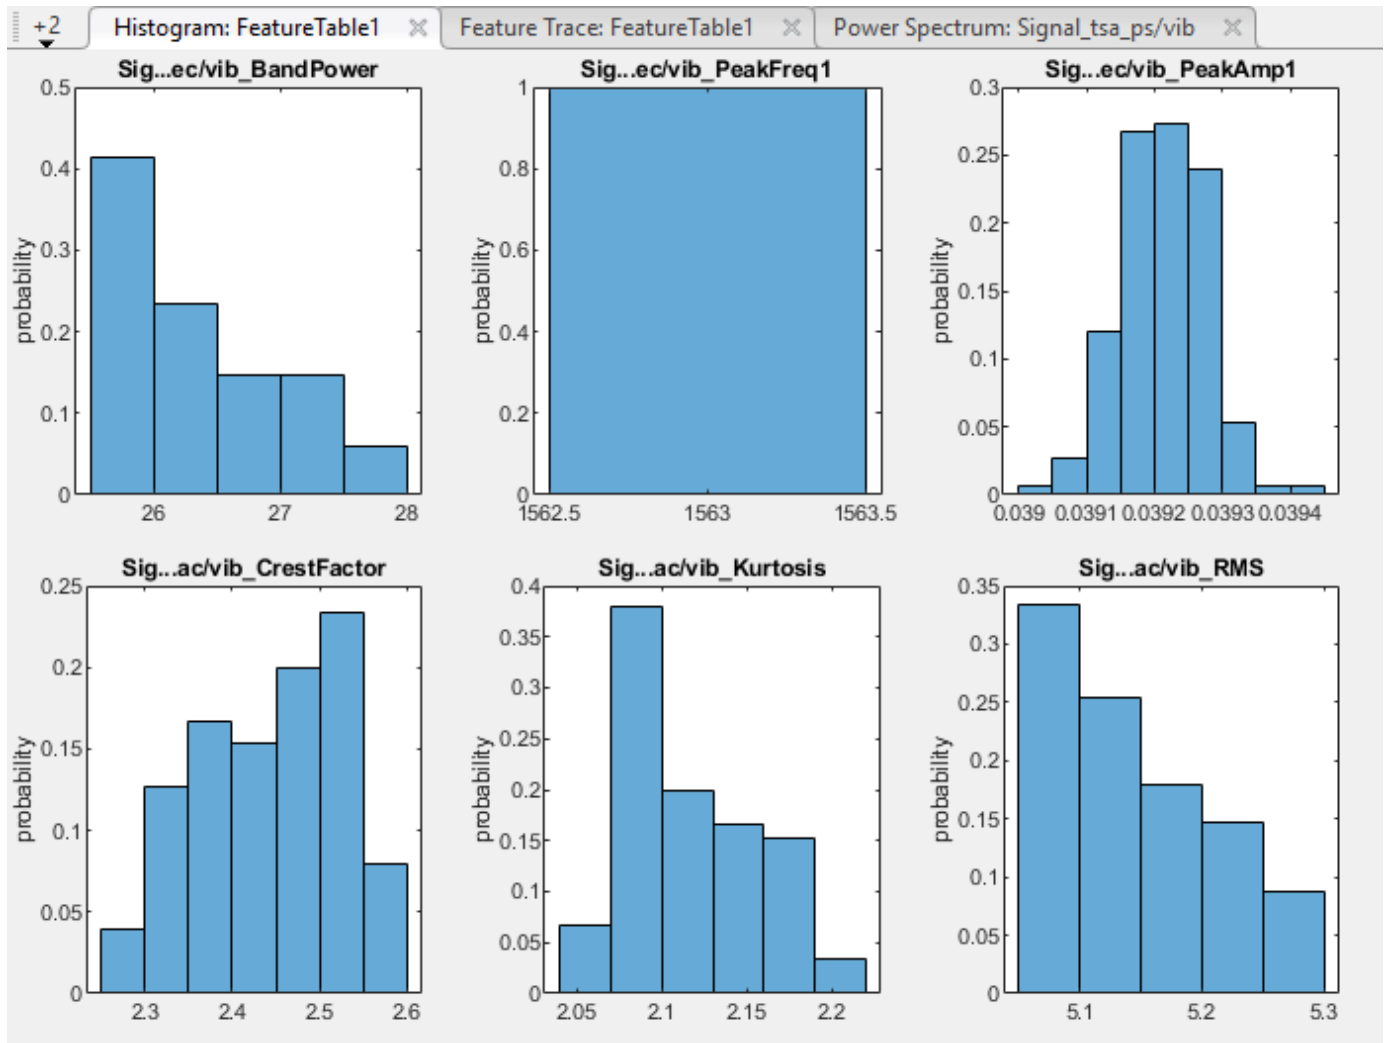 +2 Histogram: FeatureTable1 Feature Trace: FeatureTable1 Power Spectrum: Signal_tsa_ps/vib
Sig...ec/vib_BandPower
0.5
0.4
0.3
0.2
0.1
0
probability
26 27 28
Sig...ec/vib_PeakFreq1
1
0.8
0.6
0.4
0.2
0
probability
1562.5 1563 1563.5
Sig...ec/vib_PeakAmp1
0.3
0.25
0.2
0.15
0.1
0.05
0
probability
0.039 0.0391 0.0392 0.0393 0.0394
Sig...ac/vib_CrestFactor
0.25
0.2
0.15
0.1
0.05
0
probability
2.3 2.4 2.5 2.6
Sig...ac/vib_Kurtosis
0.4
0.35
0.3
0.25
0.2
0.15
0.1
0.05
0
probability
2.05 2.1 2.15 2.2
Sig...ac/vib_RMS
0.35
0.3
0.25
0.2
0.15
0.1
0.05
0
probability
5.1 5.2 5.3